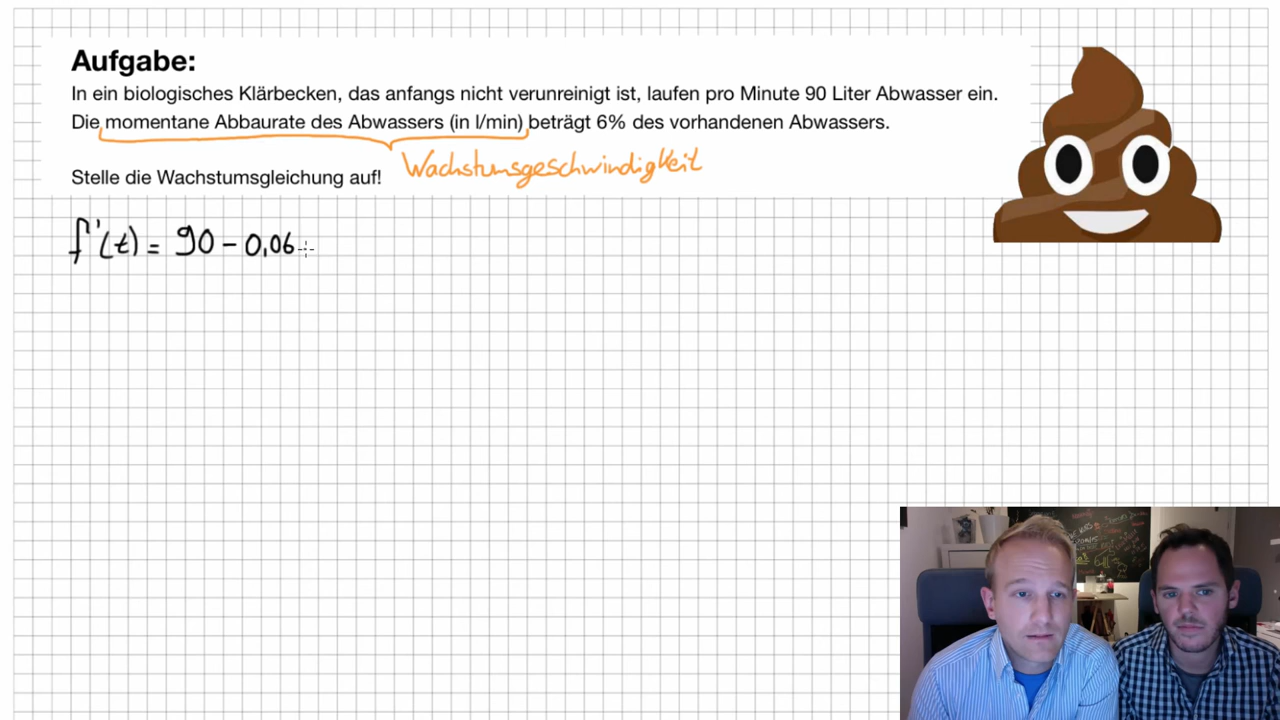 Aufgabe:
In ein biologisches Klärbecken, das anfangs nicht verunreinigt ist, laufen pro Minute 90 Liter Abwasser ein.
Die momentane Abbaurate des Abwassers (in l/min) beträgt 6% des vorhandenen Abwassers.
Wachstumsgeschwindigkeit
Stelle die Wachstumsgleichung auf!
f'(t) = 90 - 0,06